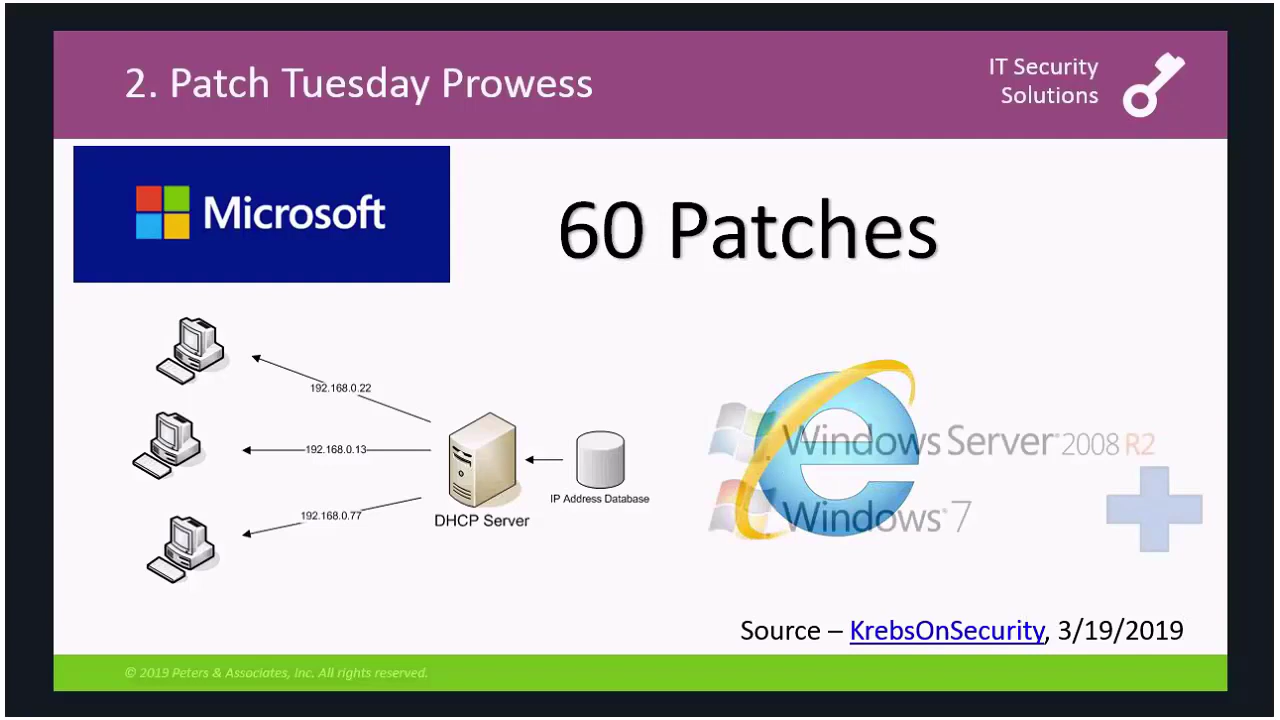 2. Patch Tuesday Prowess
IT Security
Solutions
Microsoft
60 Patches
192.168.0.22
192.168.0.13
192.168.0.77
DHCP Server
IP Address Database
Windows Server 2008 R2
Windows 7
Source – KrebsOnSecurity, 3/19/2019
© 2019 Peters & Associates, Inc. All rights reserved.